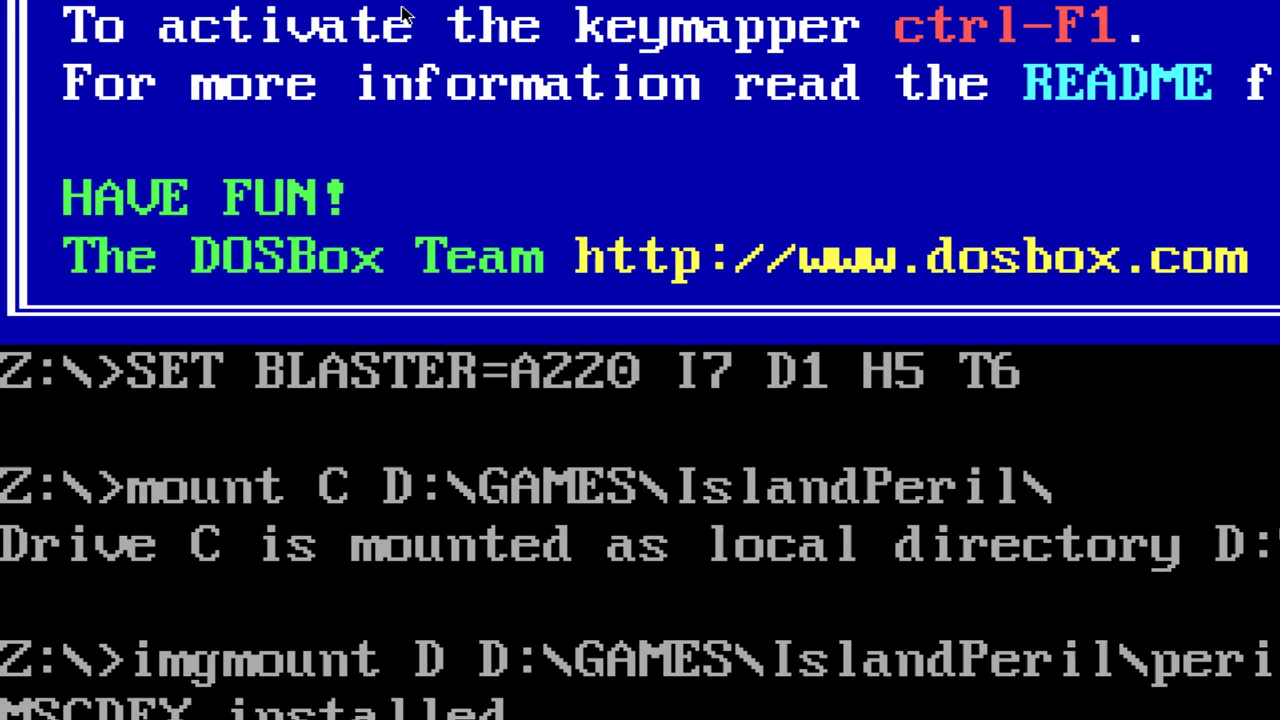 To activate the keymapper ctrl-F1.
For more information read the README f
HAVE FUN!
The DOSBox Team http://www.dosbox.com
Z:\>SET BLASTER=A220 I7 D1 H5 T6
Z:\>mount C D:\GAMES\IslandPeril\
Drive C is mounted as local directory D:
Z:\>imgmount D D:\GAMES\IslandPeril\peri
MSCDEX installed